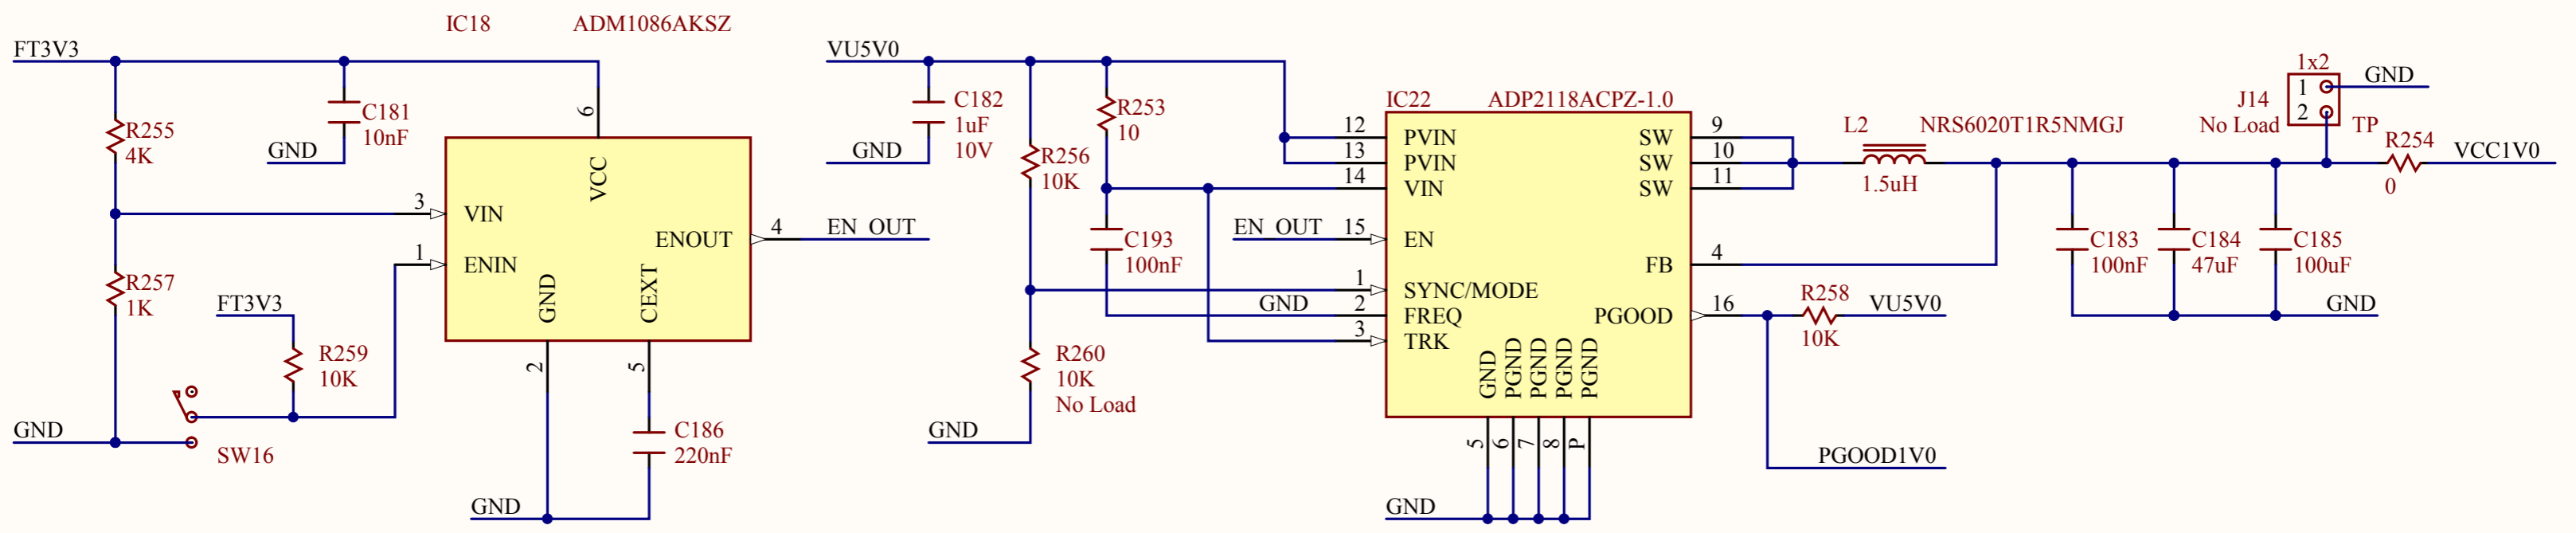 IC18 ADM1086AKSZ
FT3V3
R255
4K
C181
10nF
GND
6
VCC
3
VIN
1
ENIN
ENOUT
4
EN_OUT
GND
CEXT
R257
1K
FT3V3
R259
10K
2
5
GND
SW16
C186
220nF
GND
VU5V0
C182
1uF
10V
GND
R256
10K
R253
10
C193
100nF
EN_OUT
GND
R260
10K
No Load
GND
IC22 ADP2118ACPZ-1.0
12
PVIN
13
PVIN
14
VIN
15
EN
1
SYNC/MODE
2
FREQ
3
TRK
SW
9
SW
10
SW
11
FB
4
PGOOD
16
GND
PGND
PGND
PGND
PGND
5
6
7
8
P
GND
R258
10K
VU5V0
PGOOD1V0
L2 NRS6020T1R5NMGJ
1.5uH
1x2
1
2
GND
J14
No Load
TP
R254
0
VCC1V0
C183
100nF
C184
47uF
C185
100uF
GND